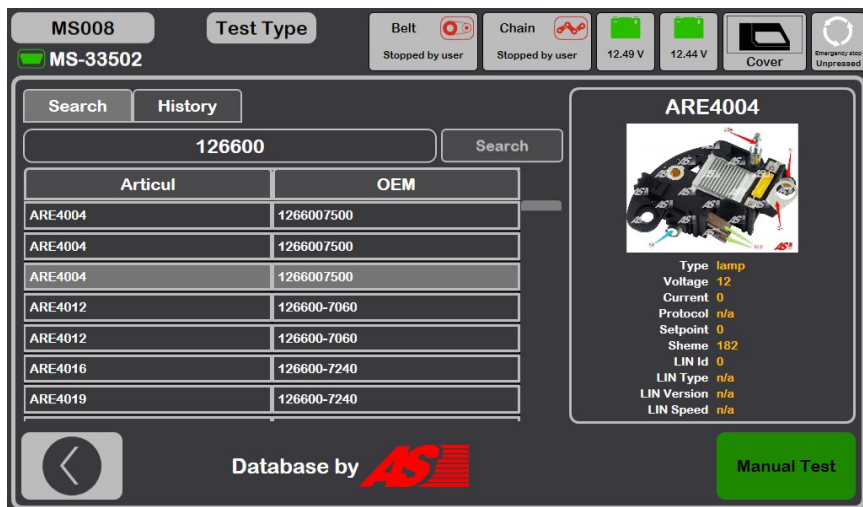 MS008
MS-33502
Test Type
Belt
Stopped by user
Chain
Stopped by user
12.49 V
12.44 V
Cover
Emergency stop
Unpressed
Search
History
126600
Search
Articul OEM
ARE4004 1266007500
ARE4004 1266007500
ARE4004 1266007500
ARE4012 126600-7060
ARE4012 126600-7060
ARE4016 126600-7240
ARE4019 126600-7240
ARE4004
AS
Type lamp
Voltage 12
Current 0
Protocol n/a
Setpoint 0
Sheme 182
LIN Id 0
LIN Type n/a
LIN Version n/a
LIN Speed n/a
Database by AS
Manual Test